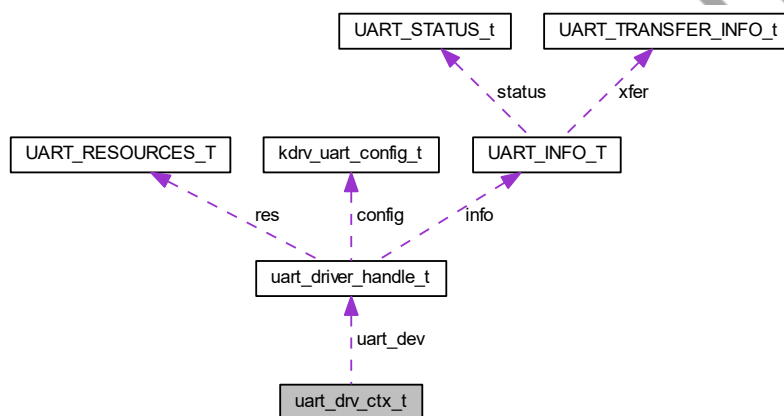 UART_STATUS_t
UART_TRANSFER_INFO_t
status
xfer
UART_RESOURCES_T
kdrv_uart_config_t
UART_INFO_T
res
config
info
uart_driver_handle_t
uart_dev
uart_drv_ctx_t